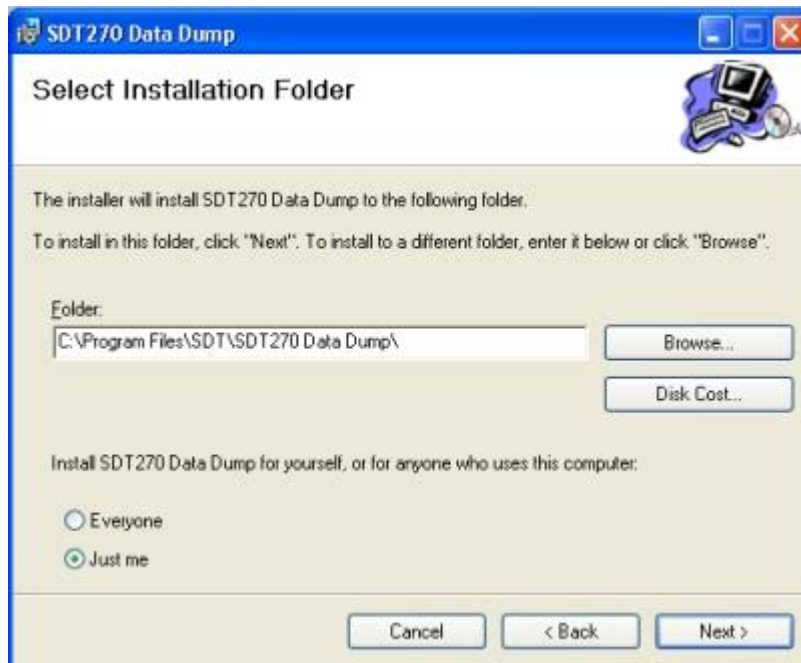 SDT270 Data Dump
Select Installation Folder
The installer will install SDT270 Data Dump to the following folder.
To install in this folder, click "Next". To install to a different folder, enter it below or click "Browse".
Folder:
C:\Program Files\SDT\SDT270 Data Dump\
Browse...
Disk Cost...
Install SDT270 Data Dump for yourself, or for anyone who uses this computer:
Everyone
Just me
Cancel
< Back
Next >